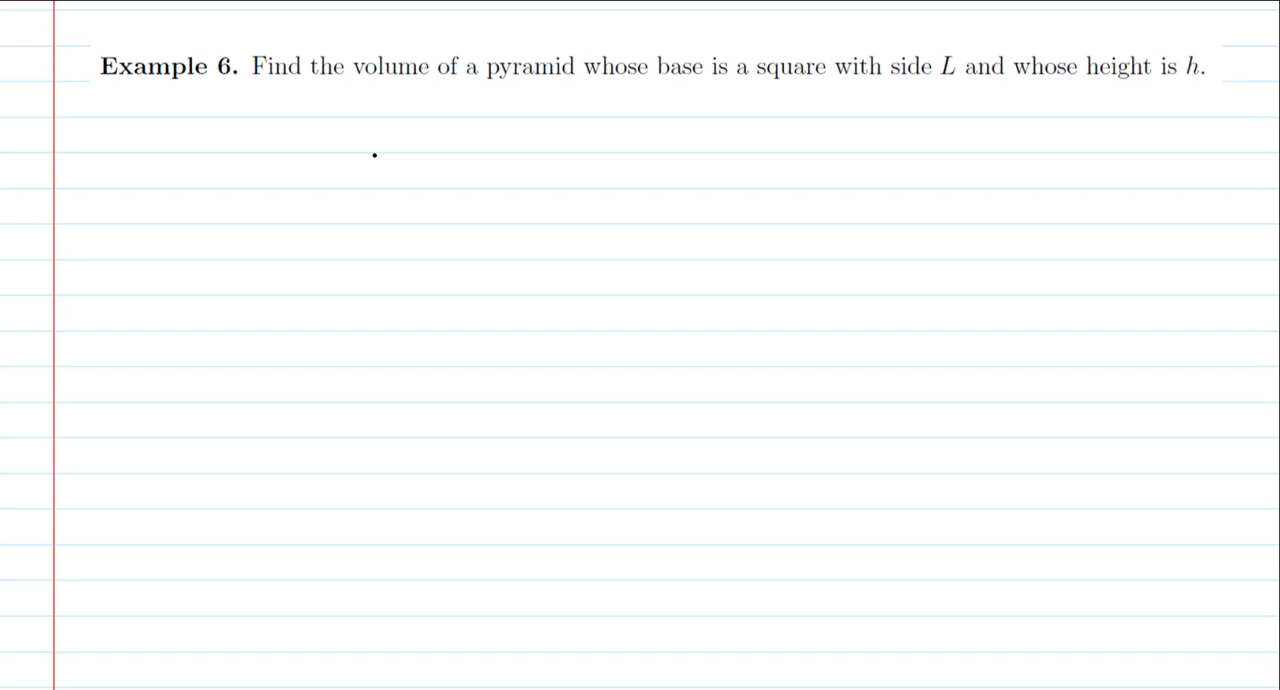 Example 6. Find the volume of a pyramid whose base is a square with side L and whose height is h.